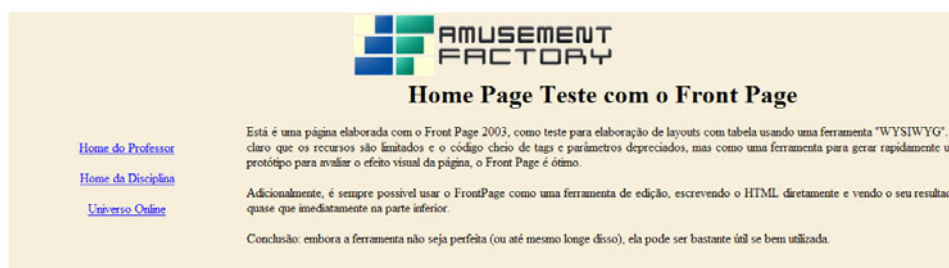 AMUSEMENT
FACTORY
Home Page Teste com o Front Page
Home do Professor
Home da Disciplina
Universo Online
Está é uma página elaborada com o Front Page 2003, como teste para elaboração de layouts com tabela usando uma ferramenta "WYSIWYG".
claro que os recursos são limitados e o código cheio de tags e parâmetros depreciados, mas como uma ferramenta para gerar rapidamente u
protótipo para avaliar o efeito visual da página, o Front Page é ótimo.
Adicionalmente, é sempre possível usar o FrontPage como uma ferramenta de edição, escrevendo o HTML diretamente e vendo o seu resultad
quase que imediatamente na parte inferior.
Conclusão: embora a ferramenta não seja perfeita (ou até mesmo longe disso), ela pode ser bastante útil se bem utilizada.